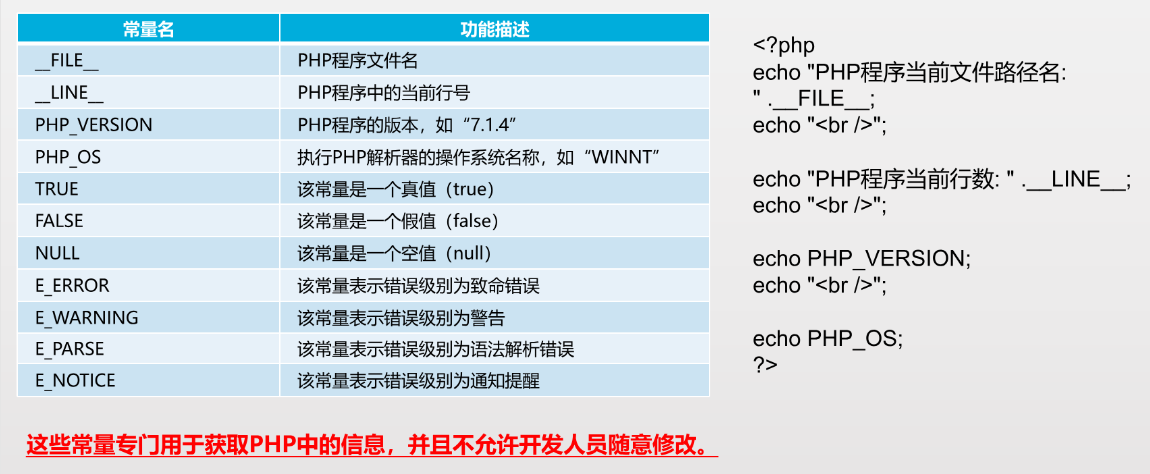 常量名 功能描述
__FILE__ PHP程序文件名
__LINE__ PHP程序中的当前行号
PHP_VERSION PHP程序的版本，如“7.1.4”
PHP_OS 执行PHP解析器的操作系统名称，如“WINNT”
TRUE 该常量是一个真值（true）
FALSE 该常量是一个假值（false）
NULL 该常量是一个空值（null）
E_ERROR 该常量表示错误级别为致命错误
E_WARNING 该常量表示错误级别为警告
E_PARSE 该常量表示错误级别为语法解析错误
E_NOTICE 该常量表示错误级别为通知提醒
<?php
echo "PHP程序当前文件路径名:
" .__FILE__;
echo "<br />";
echo "PHP程序当前行数: " .__LINE__;
echo "<br />";
echo PHP_VERSION;
echo "<br />";
echo PHP_OS;
?>
这些常量专门用于获取PHP中的信息，并且不允许开发人员随意修改。